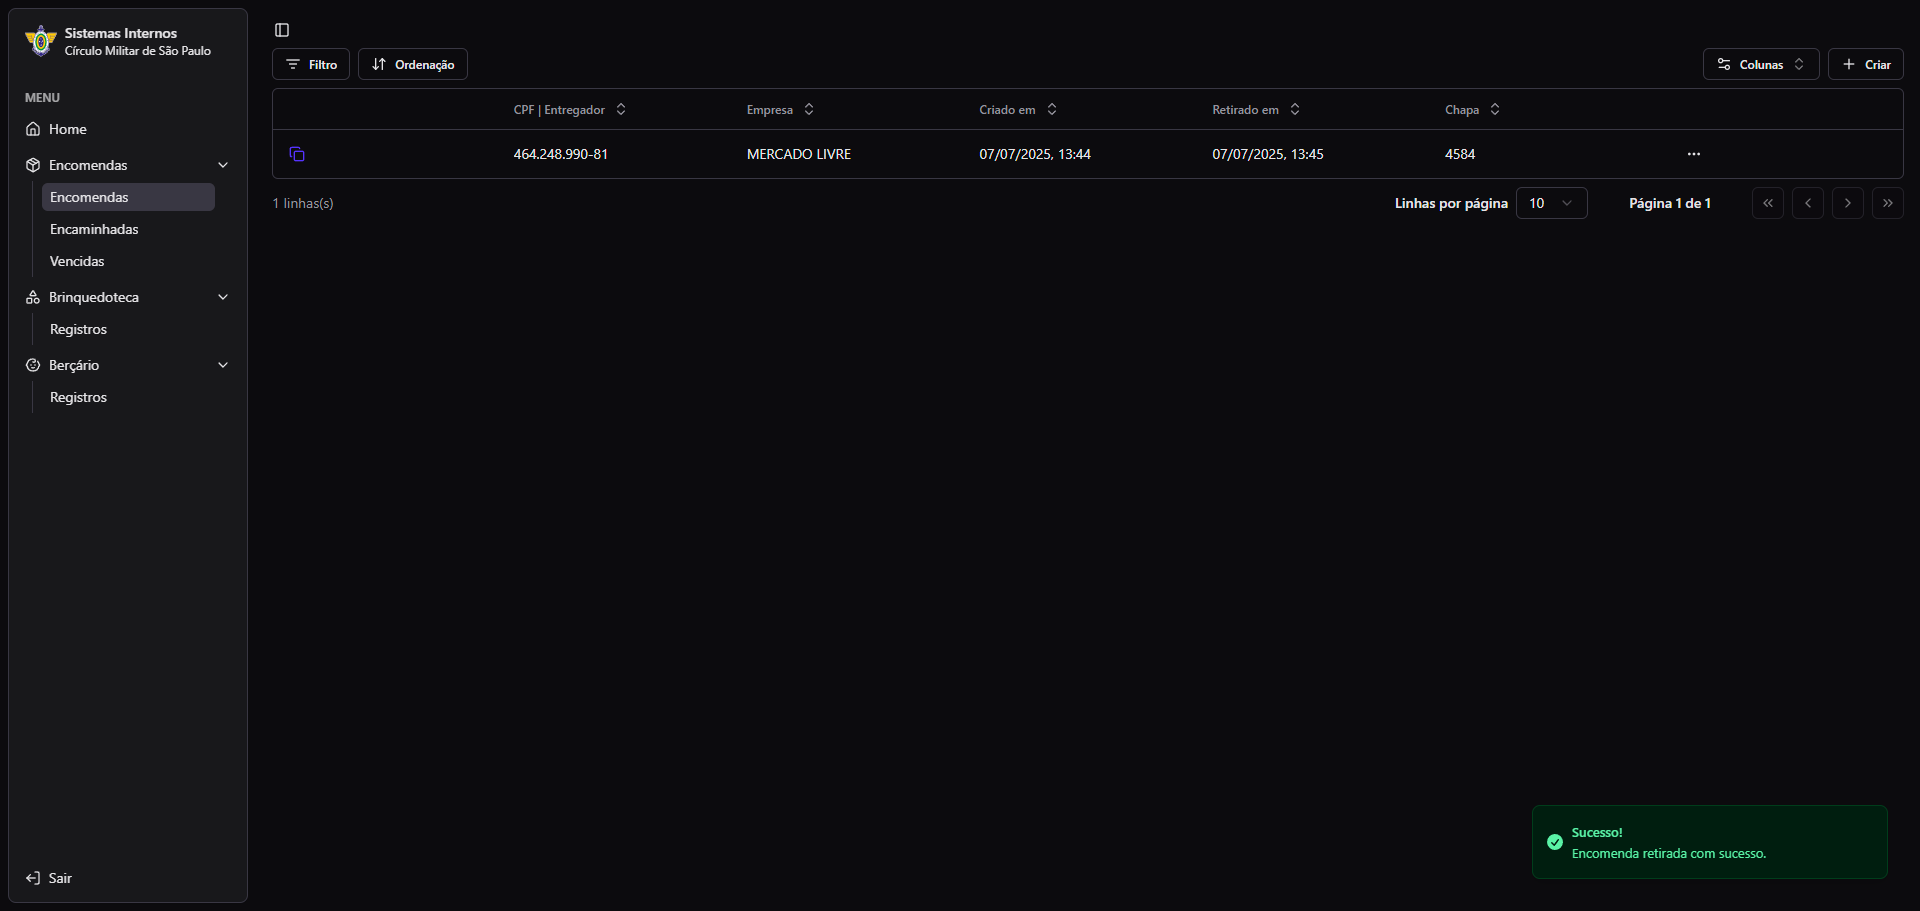 Sistemas Internos
Círculo Militar de São Paulo
MENU
Home
Encomendas
Encomendas
Encaminhadas
Vencidas
Brinquedoteca
Registros
Berçário
Registros
Sair
Filtro
Ordenação
Colunas
Criar
CPF | Entregador
Empresa
Criado em
Retirado em
Chapa
464.248.990-81
MERCADO LIVRE
07/07/2025, 13:44
07/07/2025, 13:45
4584
1 linhas(s)
Linhas por página
10
Página 1 de 1
Sucesso!
Encomenda retirada com sucesso.